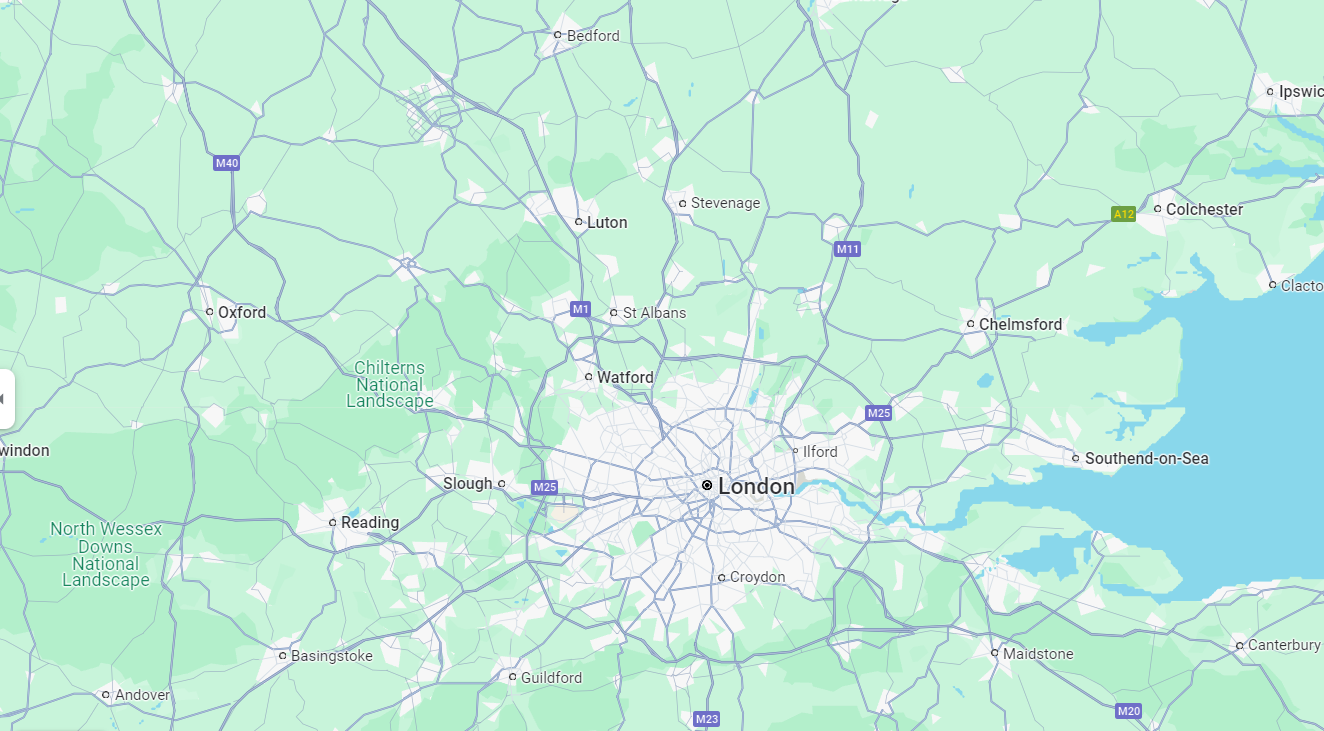 Bedford
Ipswic
M40
Stevenage
Colchester
A12
Luton
M11
Clacto
Oxford
M1
St Albans
Chelmsford
Chilterns
National
Landscape
Watford
M25
windon
Ilford
Southend-on-Sea
Slough
M25
London
Reading
North Wessex
Downs
National
Landscape
Croydon
Basingstoke
Maidstone
Canterbury
Guildford
Andover
M23
M20